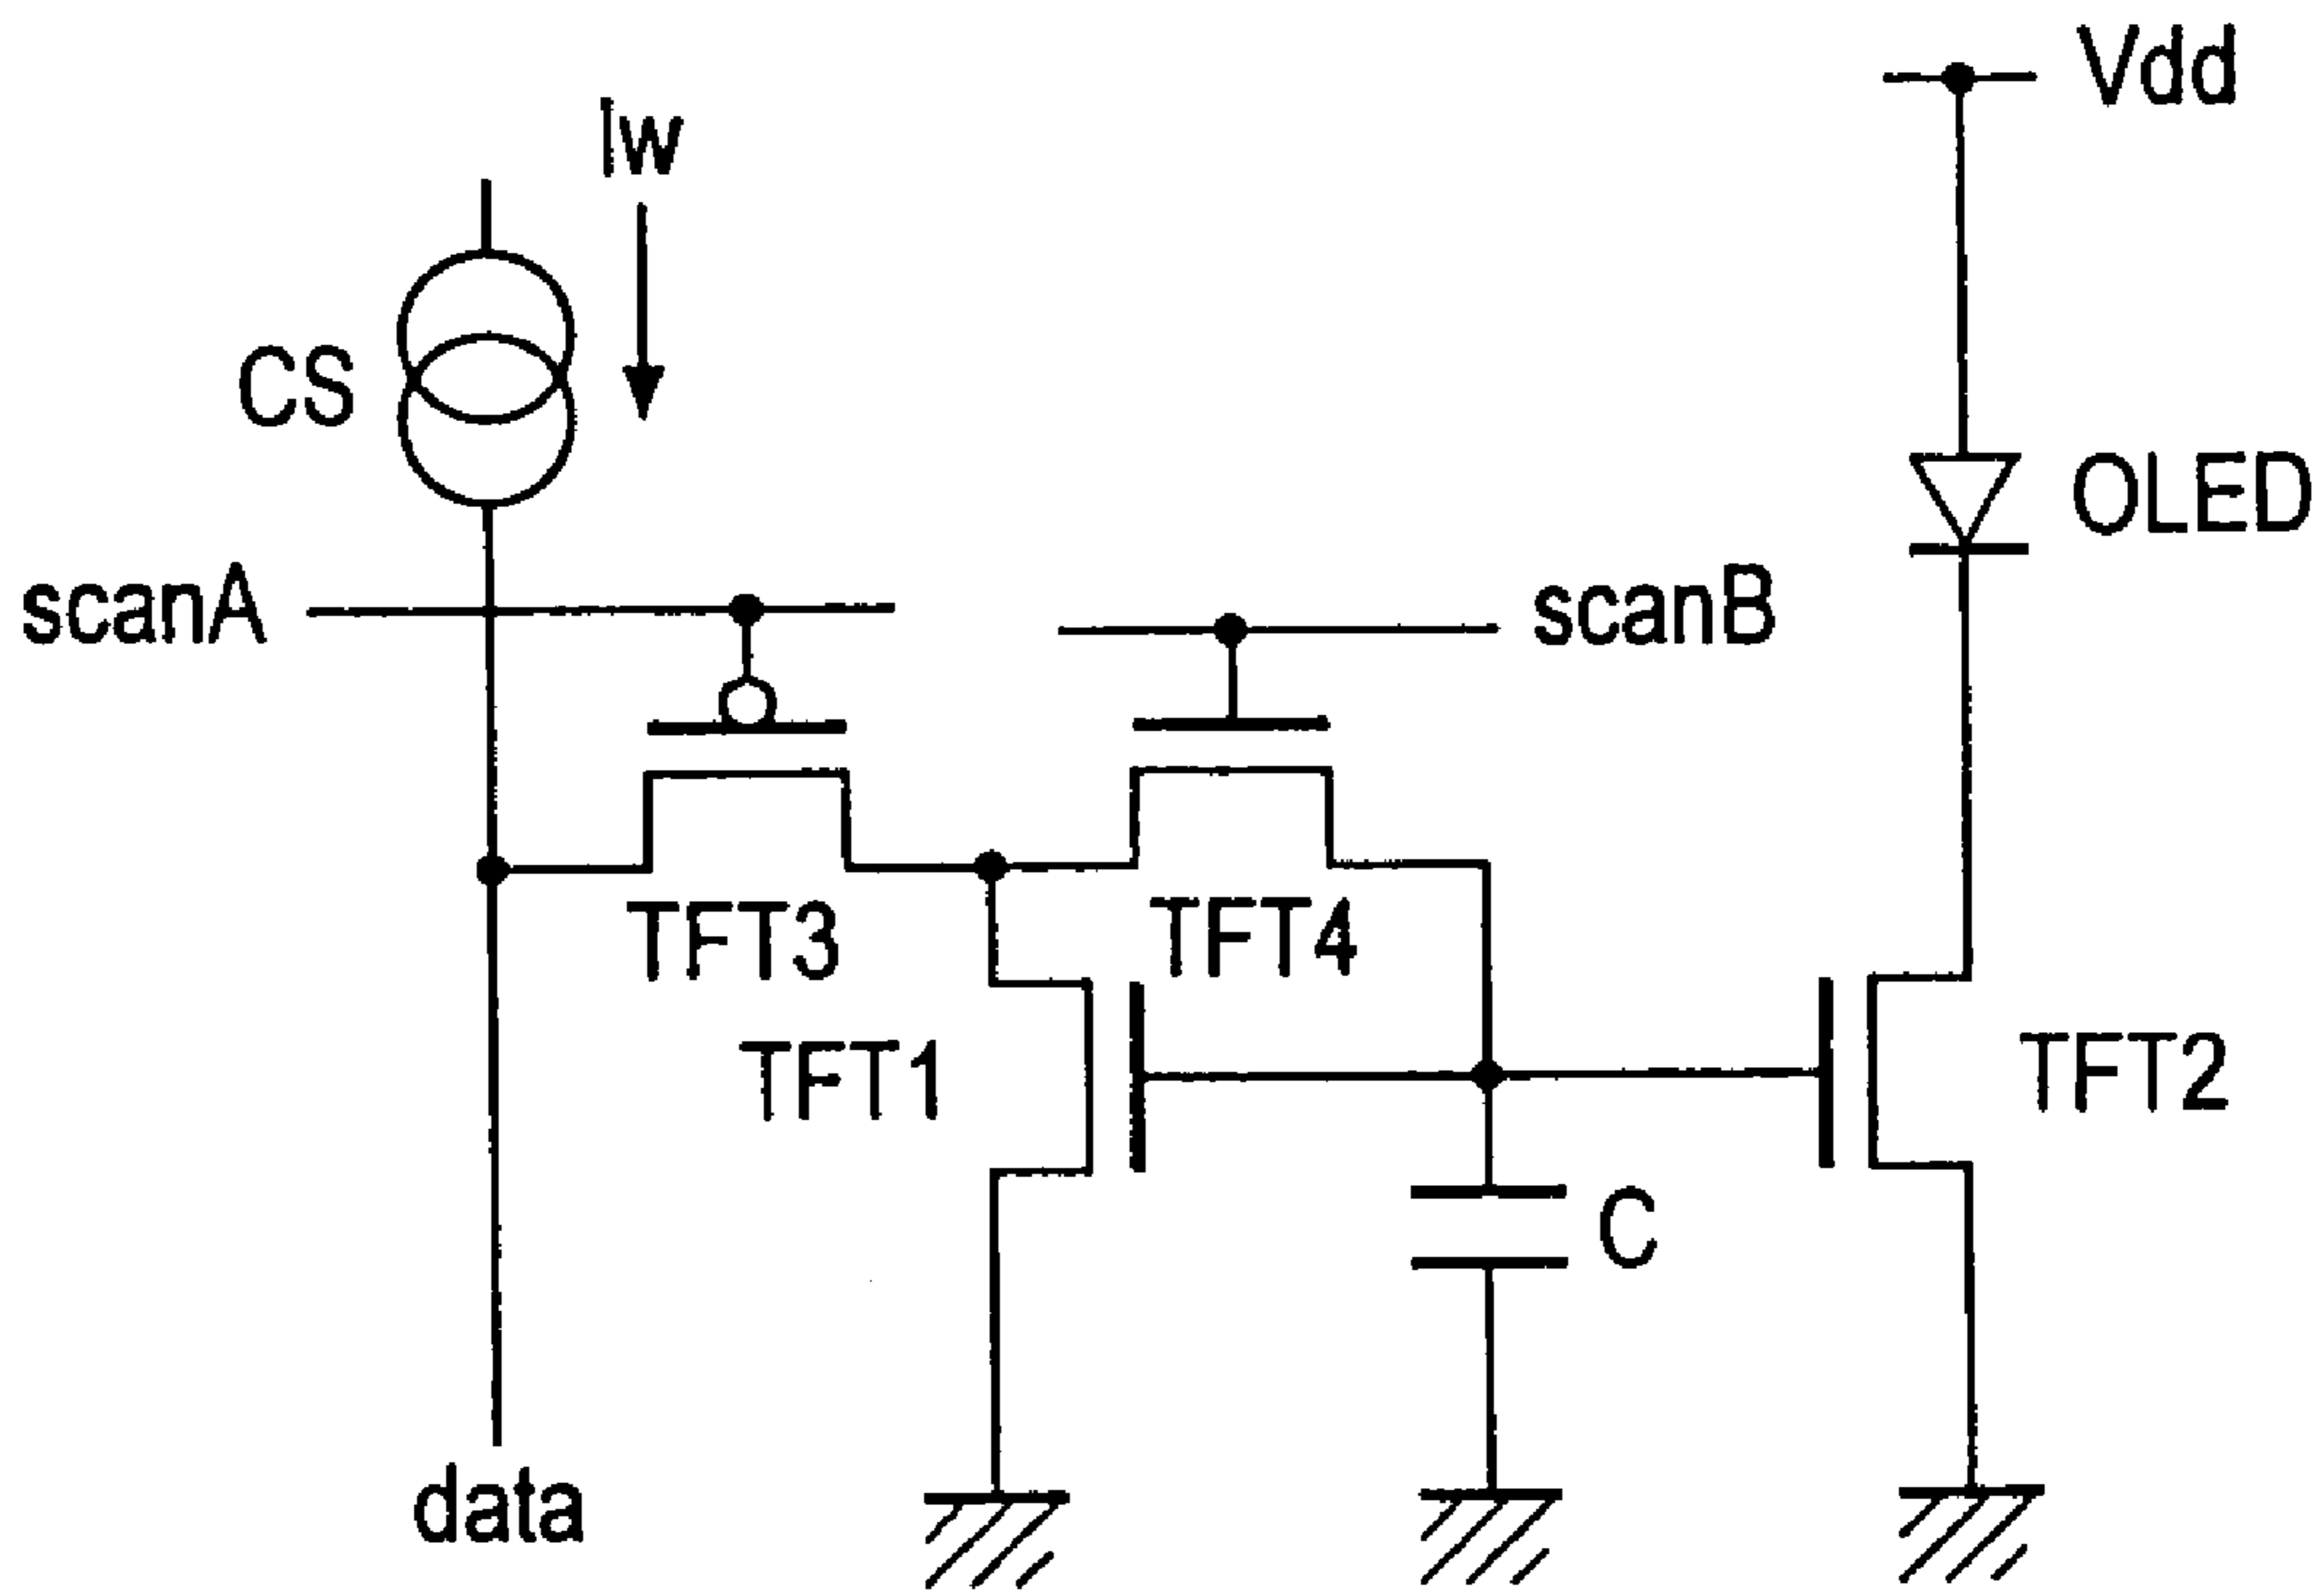 Vdd
Iw
CS
OLED
scanA
scanB
TFT3
TFT4
TFT1
TFT2
C
data